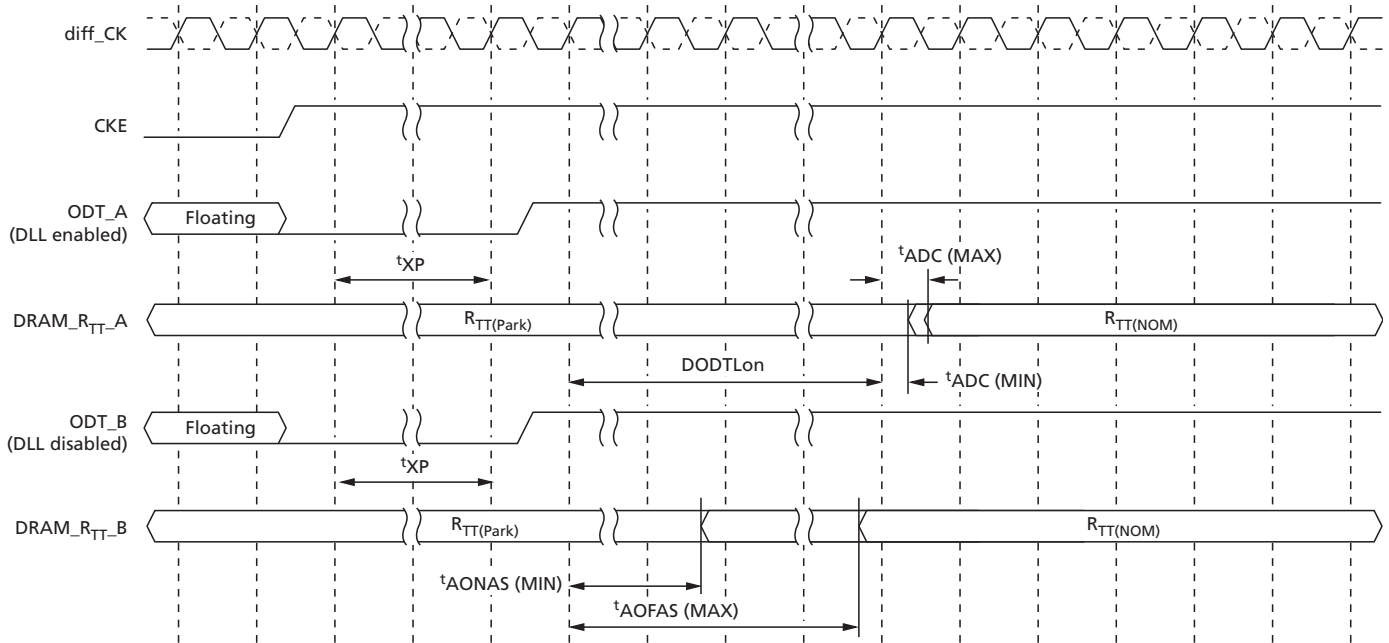 diff_CK
CKE
ODT_A
(DLL enabled)
Floating
tXP
tADC (MAX)
DRAM_RTT_A
RTT(Park)
RTT(NOM)
DODTLon
tADC (MIN)
ODT_B
(DLL disabled)
Floating
tXP
DRAM_RTT_B
RTT(Park)
RTT(NOM)
tAONAS (MIN)
tAOFAS (MAX)